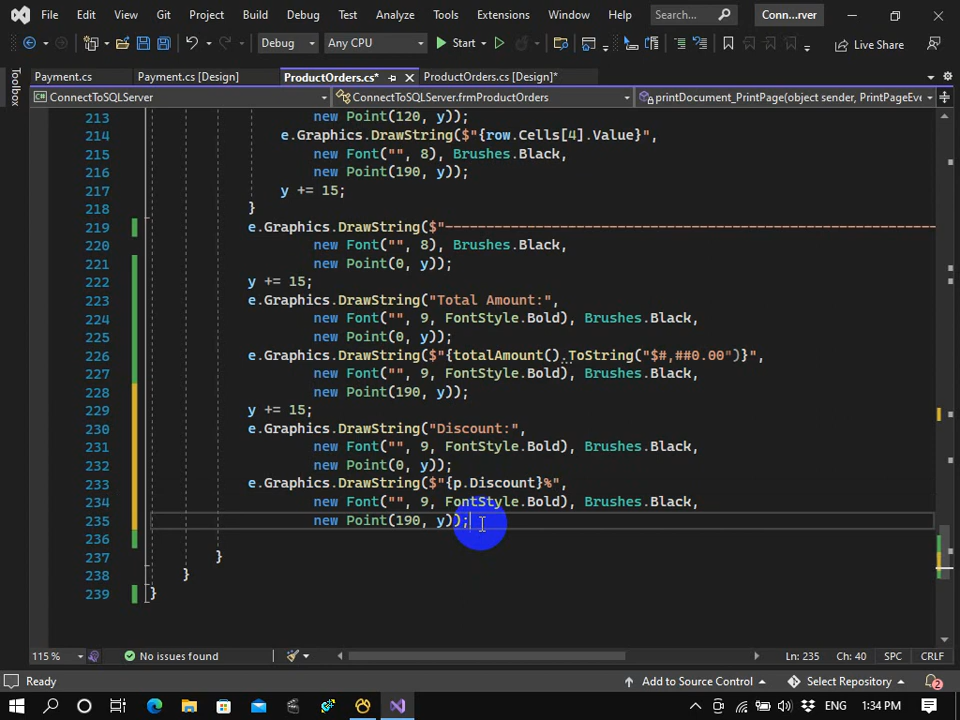 File Edit View Git Project Build Debug Test Analyze Tools Extensions Window Help Search... Conn...rver
Debug Any CPU Start Live Share
Toolbox
Payment.cs Payment.cs [Design] ProductOrders.cs* ProductOrders.cs [Design]*
ConnectToSQLServer ConnectToSQLServer.frmProductOrders printDocument_PrintPage(object sender, PrintPageEve
213 new Point(120, y));
214 e.Graphics.DrawString($"{row.Cells[4].Value}",
215 new Font("", 8), Brushes.Black,
216 new Point(190, y));
217 y += 15;
218 }
219 e.Graphics.DrawString($"------------------------------------------------------------
220 new Font("", 8), Brushes.Black,
221 new Point(0, y));
222 y += 15;
223 e.Graphics.DrawString("Total Amount:",
224 new Font("", 9, FontStyle.Bold), Brushes.Black,
225 new Point(0, y));
226 e.Graphics.DrawString($"{totalAmount().ToString("$#,##0.00")}",
227 new Font("", 9, FontStyle.Bold), Brushes.Black,
228 new Point(190, y));
229 y += 15;
230 e.Graphics.DrawString("Discount:",
231 new Font("", 9, FontStyle.Bold), Brushes.Black,
232 new Point(0, y));
233 e.Graphics.DrawString($"{p.Discount}%",
234 new Font("", 9, FontStyle.Bold), Brushes.Black,
235 new Point(190, y));
236
237 }
238 }
239 }
115 % No issues found Ln: 235 Ch: 40 SPC CRLF
Ready Add to Source Control Select Repository 2
ENG 1:34 PM